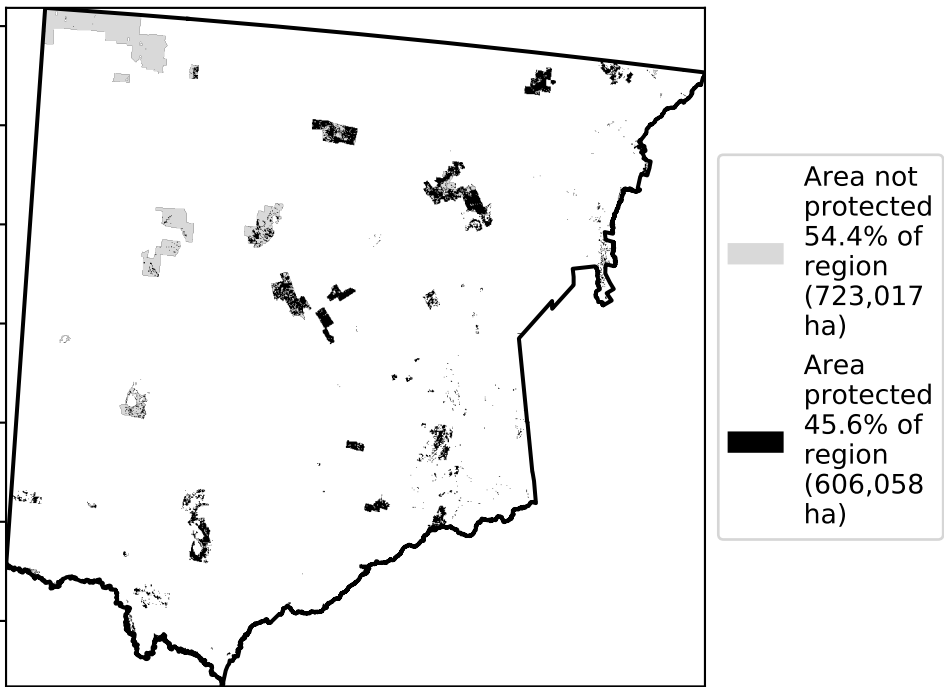 Area not
protected
54.4% of
region
(723,017
ha)
Area
protected
45.6% of
region
(606,058
ha)